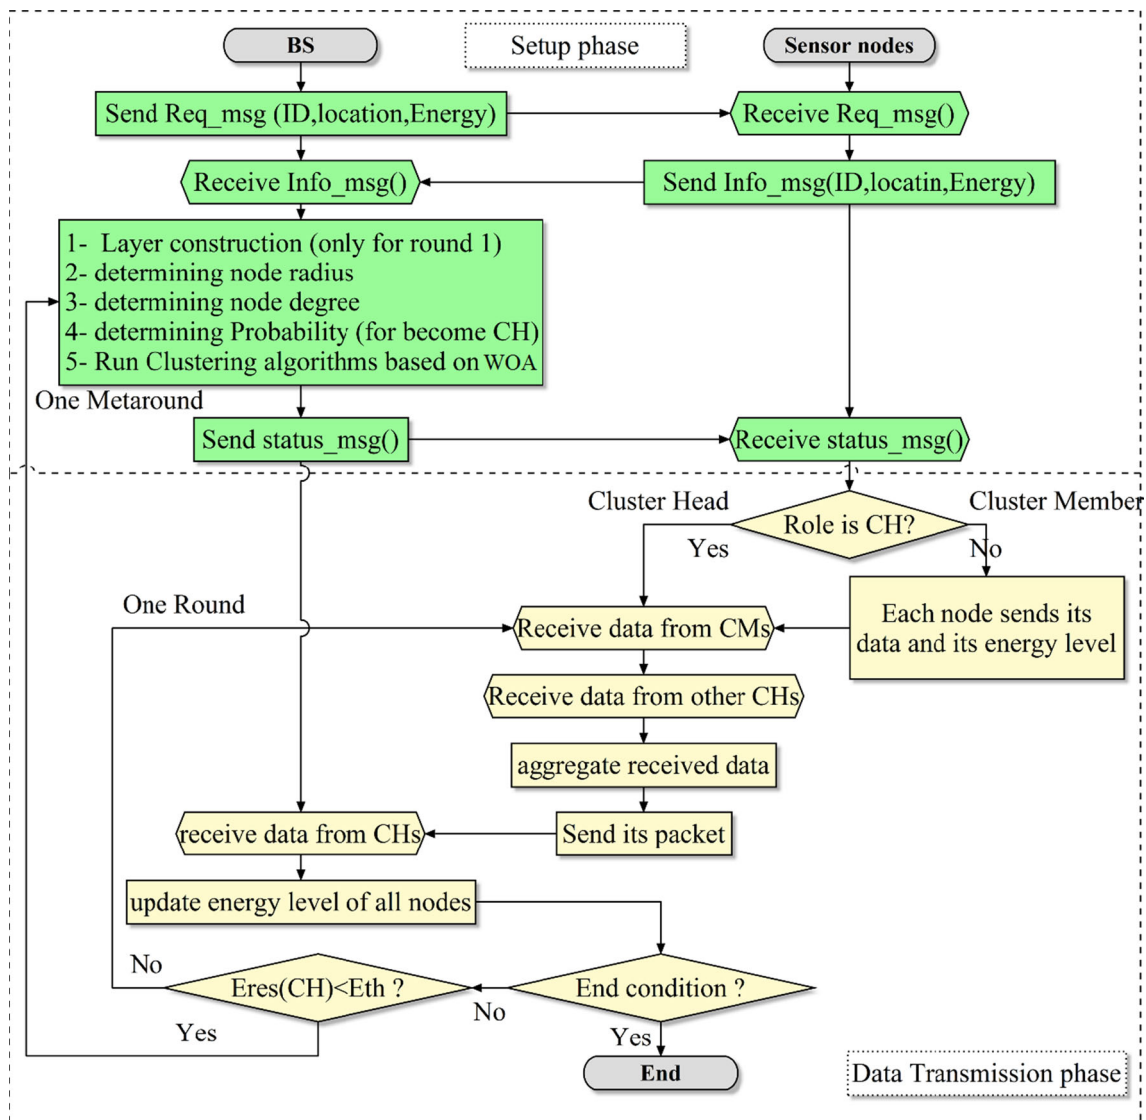 BS
Setup phase
Sensor nodes
Send Req_msg (ID,location,Energy)
Receive Req_msg()
Receive Info_msg()
Send Info_msg(ID,locatin,Energy)
1- Layer construction (only for round 1)
2- determining node radius
3- determining node degree
4- determining Probability (for become CH)
5- Run Clustering algorithms based on WOA
One Metaround
Send status_msg()
Receive status_msg()
Cluster Head
Cluster Member
Role is CH?
Yes
No
One Round
Each node sends its
data and its energy level
Receive data from CMs
Receive data from other CHs
aggregate received data
receive data from CHs
Send its packet
update energy level of all nodes
No
Eres(CH)<Eth ?
End condition ?
No
Yes
Yes
End
Data Transmission phase